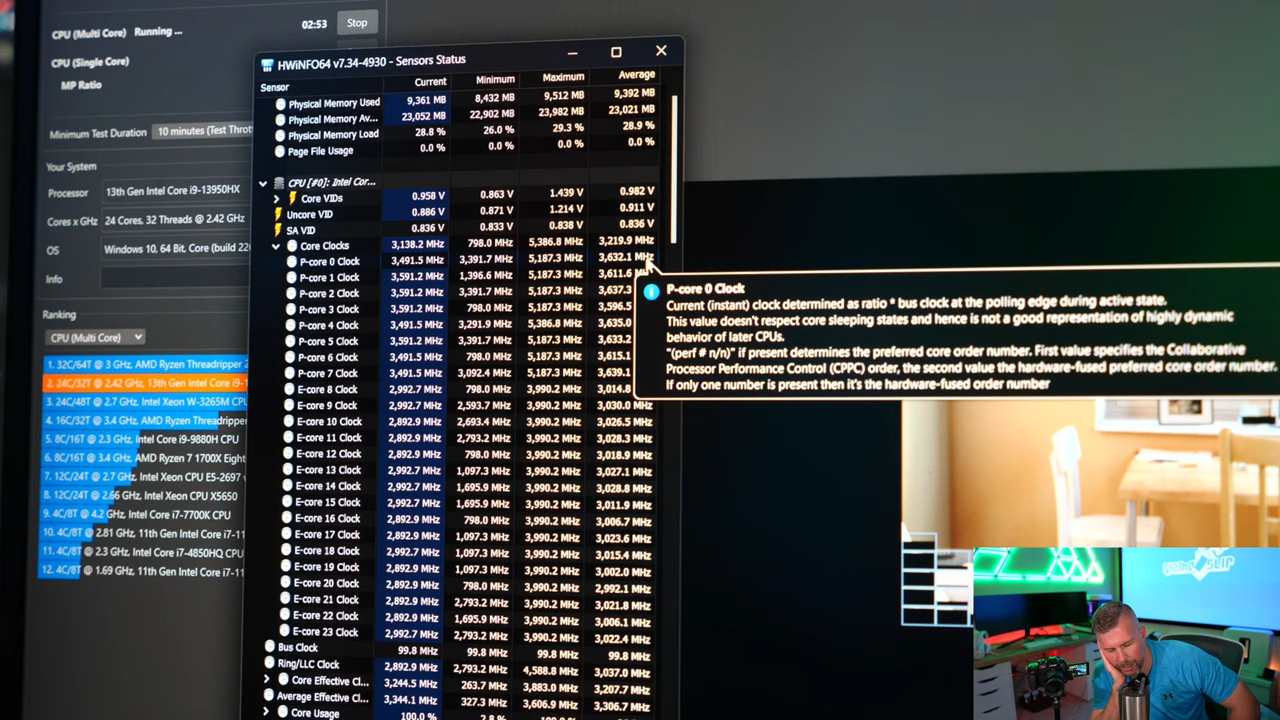 CPU (Multi Core) Running ... 02:53 Stop
CPU (Single Core)
MP Ratio
Minimum Test Duration 10 minutes (Test Thrott
Your System
Processor 13th Gen Intel Core i9-13950HX
Cores x GHz 24 Cores, 32 Threads @ 2.42 GHz
OS Windows 10, 64 Bit, Core (build 22
Info
Ranking
CPU (Multi Core)
1. 32C/64T @ 3 GHz, AMD Ryzen Threadripper 2
2. 24C/32T @ 2.42 GHz, 13th Gen Intel Core i9-1
3. 24C/48T @ 2.7 GHz, Intel Xeon W-3265M CPU
4. 16C/32T @ 3.4 GHz, AMD Ryzen Threadripper
5. 8C/16T @ 2.3 GHz, Intel Core i9-9880H CPU
6. 8C/16T @ 3.4 GHz, AMD Ryzen 7 1700X Eight
7. 12C/24T @ 2.7 GHz, Intel Xeon CPU E5-2697 v
8. 12C/24T @ 2.66 GHz, Intel Xeon CPU X5650
9. 4C/8T @ 4.2 GHz, Intel Core i7-7700K CPU
10. 4C/8T @ 2.81 GHz, 11th Gen Intel Core i7-11
11. 4C/8T @ 2.3 GHz, Intel Core i7-4850HQ CPU
12. 4C/8T @ 1.69 GHz, 11th Gen Intel Core i7-11
HWiNFO64 v7.34-4930 - Sensors Status
Sensor Current Minimum Maximum Average
Physical Memory Used 9,361 MB 8,432 MB 9,512 MB 9,392 MB
Physical Memory Av... 23,052 MB 22,902 MB 23,982 MB 23,021 MB
Physical Memory Load 28.8 % 26.0 % 29.3 % 28.9 %
Page File Usage 0.0 % 0.0 % 0.0 % 0.0 %
CPU [#0]: Intel Cor...
Core VIDs 0.958 V 0.863 V 1.439 V 0.982 V
Uncore VID 0.886 V 0.871 V 1.214 V 0.911 V
SA VID 0.836 V 0.833 V 0.838 V 0.836 V
Core Clocks 3,138.2 MHz 798.0 MHz 5,386.8 MHz 3,219.9 MHz
P-core 0 Clock 3,491.5 MHz 3,391.7 MHz 5,187.3 MHz 3,632.1 MHz
P-core 1 Clock 3,591.2 MHz 1,396.6 MHz 5,187.3 MHz 3,611.6
P-core 2 Clock 3,591.2 MHz 3,391.7 MHz 5,187.3 MHz 3,637.3
P-core 3 Clock 3,591.2 MHz 3,391.7 MHz 5,187.3 MHz 3,596.5
P-core 4 Clock 3,491.5 MHz 3,291.9 MHz 5,386.8 MHz 3,635.0
P-core 5 Clock 3,591.2 MHz 3,391.7 MHz 5,187.3 MHz 3,633.2
P-core 6 Clock 3,491.5 MHz 798.0 MHz 5,187.3 MHz 3,615.1
P-core 7 Clock 3,491.5 MHz 3,092.4 MHz 5,187.3 MHz 3,639.1
E-core 8 Clock 2,992.7 MHz 798.0 MHz 3,990.2 MHz 3,014.8
E-core 9 Clock 2,992.7 MHz 2,593.7 MHz 3,990.2 MHz 3,030.0 MHz
E-core 10 Clock 2,892.9 MHz 2,693.4 MHz 3,990.2 MHz 3,026.5 MHz
E-core 11 Clock 2,892.9 MHz 2,793.2 MHz 3,990.2 MHz 3,028.3 MHz
E-core 12 Clock 2,892.9 MHz 798.0 MHz 3,990.2 MHz 3,018.9 MHz
E-core 13 Clock 2,992.7 MHz 1,097.3 MHz 3,990.2 MHz 3,027.1 MHz
E-core 14 Clock 2,992.7 MHz 1,695.9 MHz 3,990.2 MHz 3,028.8 MHz
E-core 15 Clock 2,992.7 MHz 1,695.9 MHz 3,990.2 MHz 3,011.9 MHz
E-core 16 Clock 2,892.9 MHz 798.0 MHz 3,990.2 MHz 3,006.7 MHz
E-core 17 Clock 2,892.9 MHz 1,097.3 MHz 3,990.2 MHz 3,023.6 MHz
E-core 18 Clock 2,992.7 MHz 1,097.3 MHz 3,990.2 MHz 3,015.4 MHz
E-core 19 Clock 2,892.9 MHz 1,097.3 MHz 3,990.2 MHz 3,002.0 MHz
E-core 20 Clock 2,992.7 MHz 798.0 MHz 3,990.2 MHz 2,992.1 MHz
E-core 21 Clock 2,892.9 MHz 2,793.2 MHz 3,990.2 MHz 3,021.8 MHz
E-core 22 Clock 2,892.9 MHz 1,695.9 MHz 3,990.2 MHz 3,006.1 MHz
E-core 23 Clock 2,992.7 MHz 2,793.2 MHz 3,990.2 MHz 3,022.4 MHz
Bus Clock 99.8 MHz 99.8 MHz 99.8 MHz 99.8 MHz
Ring/LLC Clock 2,892.9 MHz 2,793.2 MHz 4,588.8 MHz 3,037.0 MHz
Core Effective Cl... 3,244.5 MHz 263.7 MHz 3,883.0 MHz 3,207.7 MHz
Average Effective Cl... 3,344.1 MHz 327.3 MHz 3,606.9 MHz 3,306.7 MHz
Core Usage 100.0 % 2.8 % 100.0 %
P-core 0 Clock
Current (instant) clock determined as ratio * bus clock at the polling edge during active state.
This value doesn't respect core sleeping states and hence is not a good representation of highly dynamic
behavior of later CPUs.
"(perf # n/n)" if present determines the preferred core order number. First value specifies the Collaborative
Processor Performance Control (CPPC) order, the second value the hardware-fused preferred core order number.
If only one number is present then it's the hardware-fused order number
GIZMO SLIP